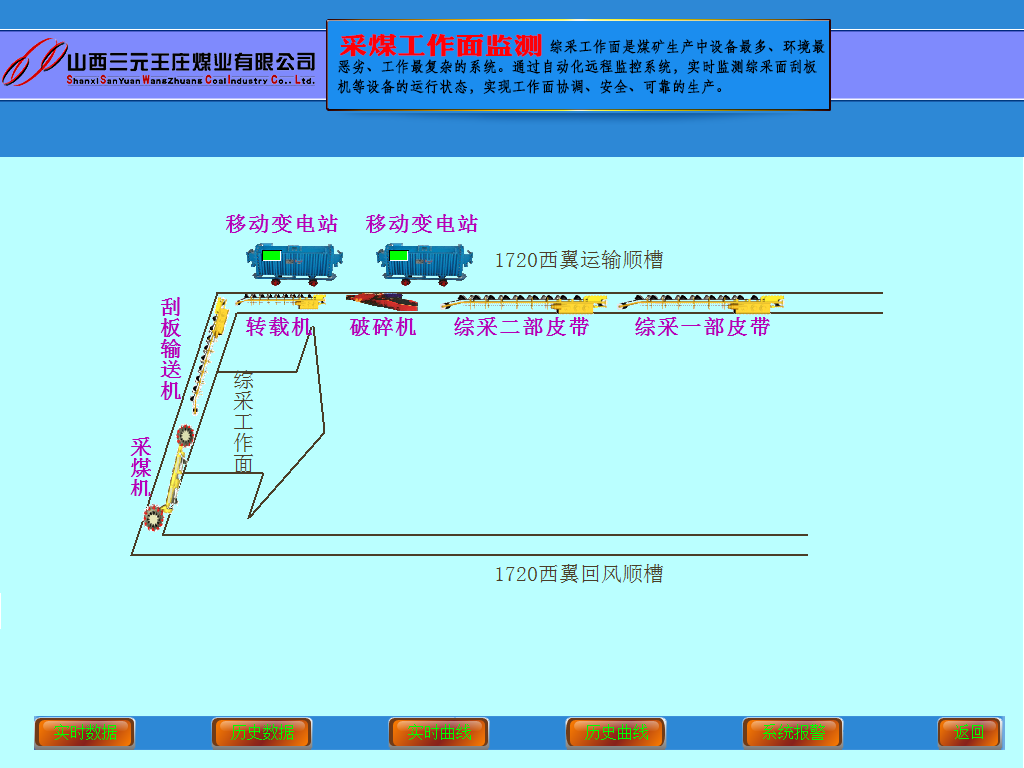 山西三元王庄煤业有限公司
Shanxi SanYuan WangZhuang Coal Industry Co., Ltd.
采煤工作面监测 综采工作面是煤矿生产中设备最多、环境最
恶劣、工作最复杂的系统。通过自动化远程监控系统，实时监测综采面刮板
机等设备的运行状态，实现工作面协调、安全、可靠的生产。
移动变电站 移动变电站
1720西翼运输顺槽
转载机 破碎机 综采二部皮带 综采一部皮带
刮板输送机
综采工作面
采煤机
1720西翼回风顺槽
实时数据 历史数据 实时曲线 历史曲线 系统报警 返回